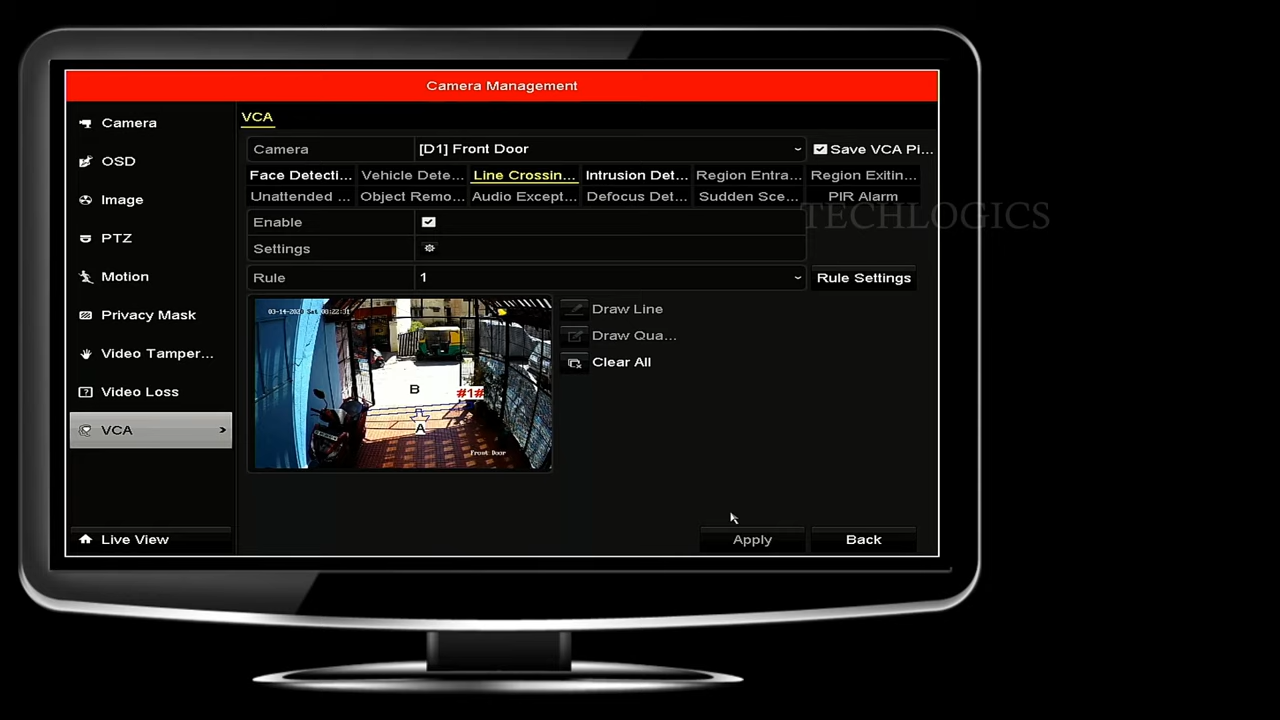 Camera Management
Camera
OSD
Image
PTZ
Motion
Privacy Mask
Video Tamper...
Video Loss
VCA >
Live View
VCA
Camera [D1] Front Door Save VCA Pi...
Face Detecti... Vehicle Dete... Line Crossin... Intrusion Det... Region Entra... Region Exitin...
Unattended ... Object Remo... Audio Except... Defocus Det... Sudden Sce... PIR Alarm
TECHLOGICS
Enable
Settings
Rule 1 Rule Settings
Draw Line
Draw Qua...
Clear All
B
#1#
A
Front Door
Apply Back